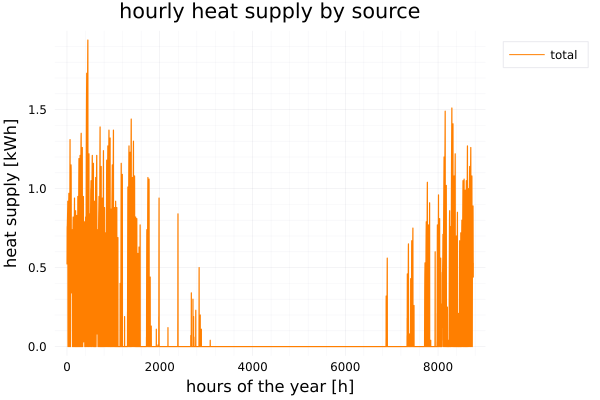 hourly heat supply by source
total
heat supply [kWh]
1.5
1.0
0.5
0.0
0 2000 4000 6000 8000
hours of the year [h]